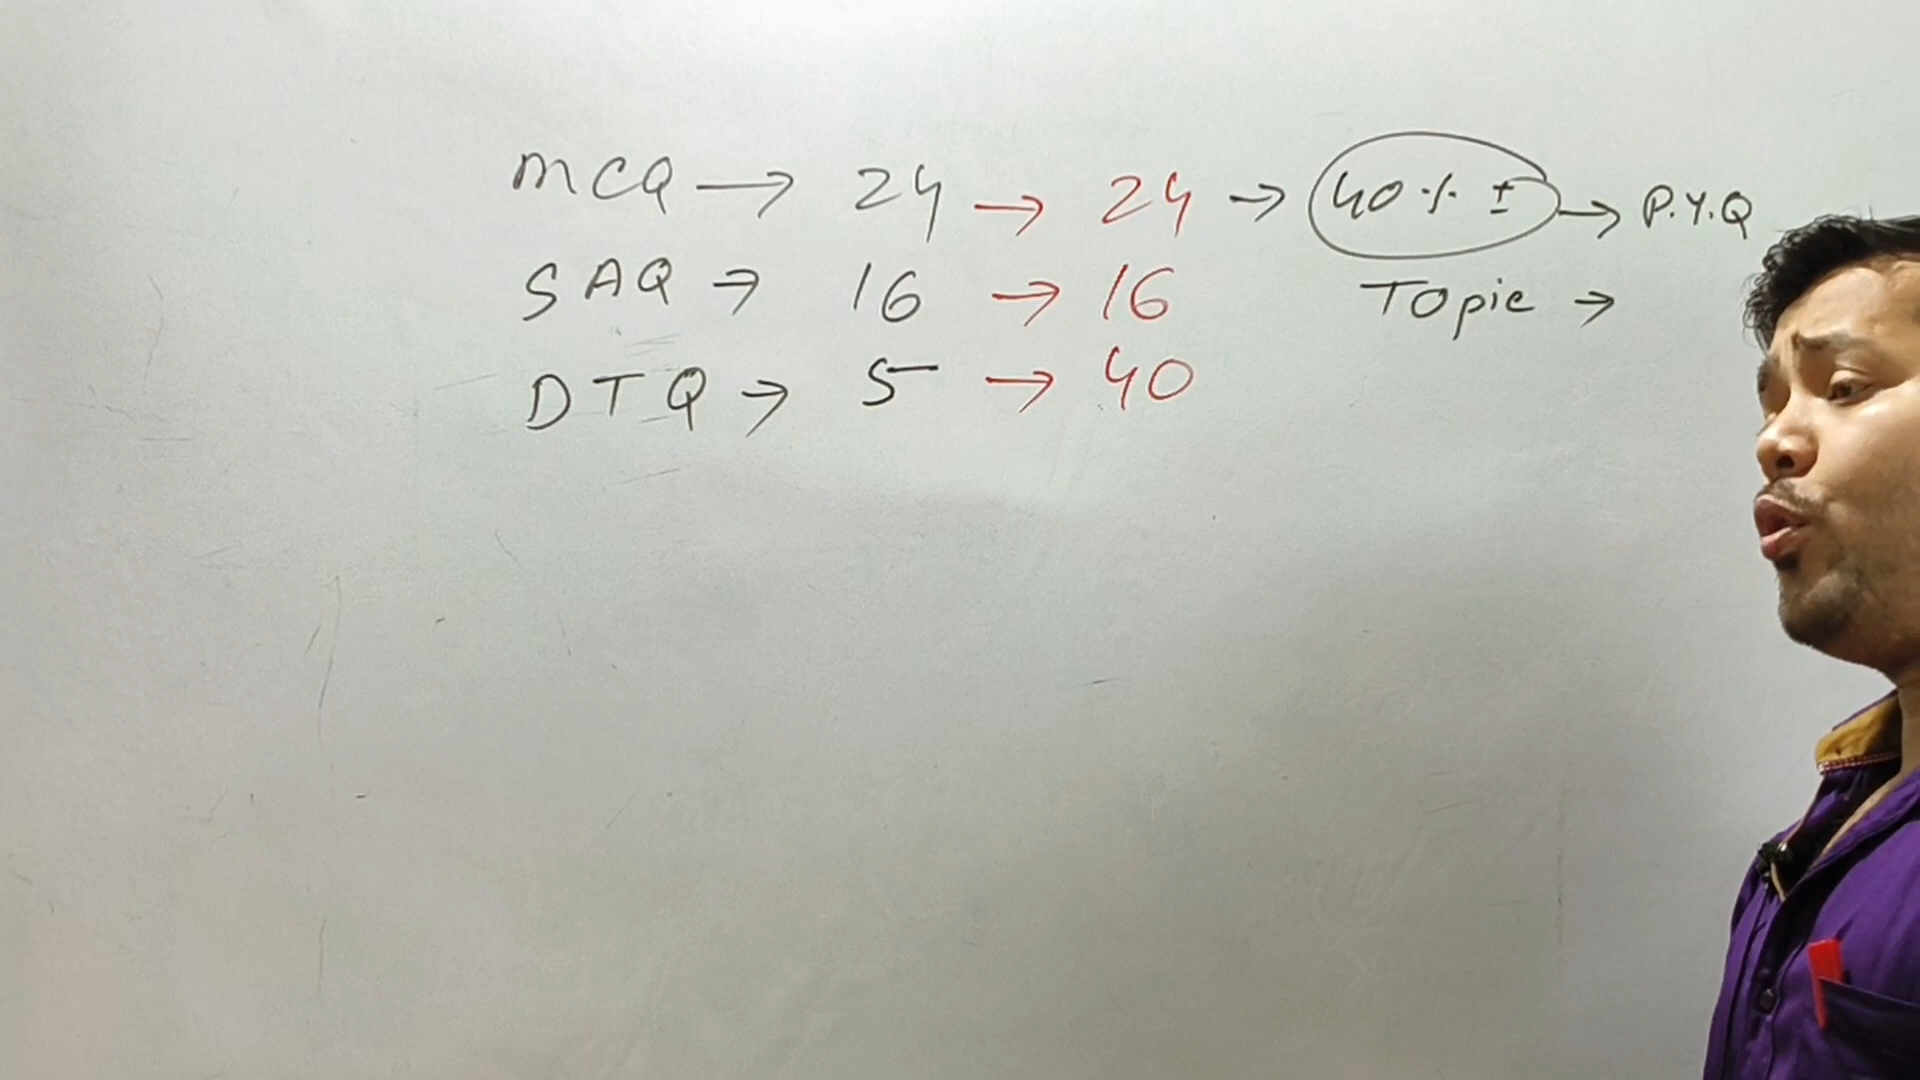 MCQ → 24 → 24 → 40% ± → P.Y.Q
SAQ → 16 → 16 Topic →
DTQ → 5 → 40